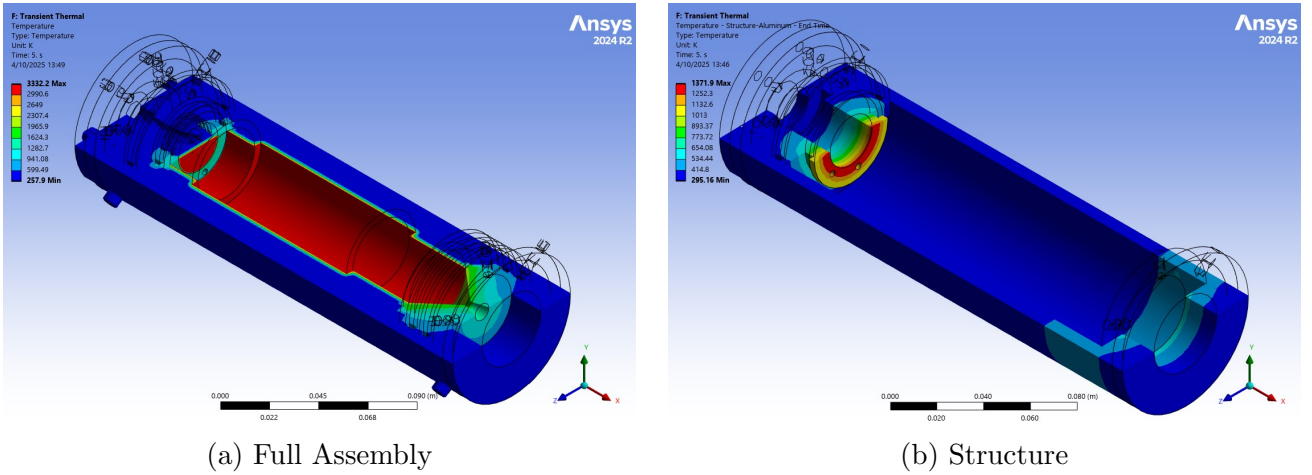 F: Transient Thermal
Temperature
Type: Temperature
Unit: K
Time: 5. s
4/10/2025 13:49
3332.2 Max
2990.6
2649
2307.4
1965.9
1624.3
1282.7
941.08
599.49
257.9 Min
Ansys
2024 R2
0.000
0.045
0.090 (m)
0.022
0.068
Y
Z
X
(a) Full Assembly
F: Transient Thermal
Temperature - Structure-Aluminum - End Time
Type: Temperature
Unit: K
Time: 5. s
4/10/2025 13:46
1371.9 Max
1252.3
1132.6
1013
893.37
773.72
654.08
534.44
414.8
295.16 Min
Ansys
2024 R2
0.000
0.040
0.080 (m)
0.020
0.060
Y
Z
X
(b) Structure